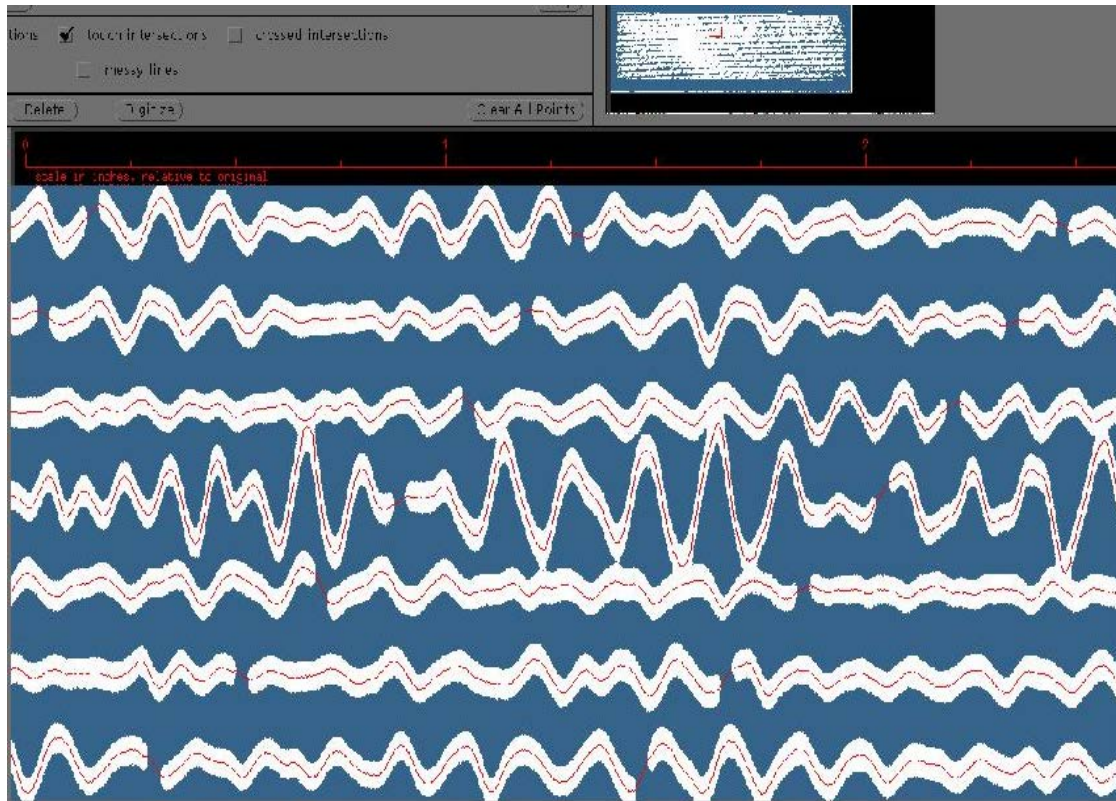 tions touch intersections crossed intersections
messy lines
Delete Digitize Clear All Points
0 1 2
scale in inches, relative to original